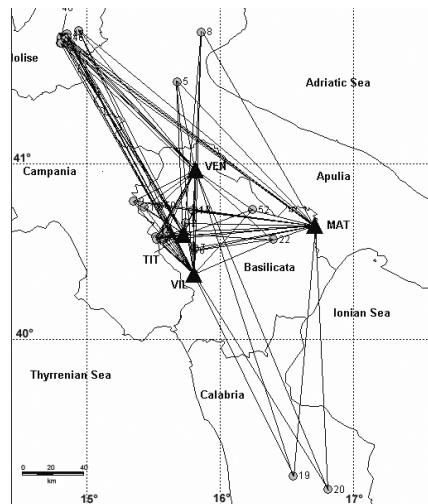 8
olise
5
Adriatic Sea
41°
VEN
Campania
Apulia
52
MAT
22
TIT
Basilicata
VIL
Ionian Sea
40°
Thyrrenian Sea
Calabria
19
20
0 20 40
km
15°
16°
17°